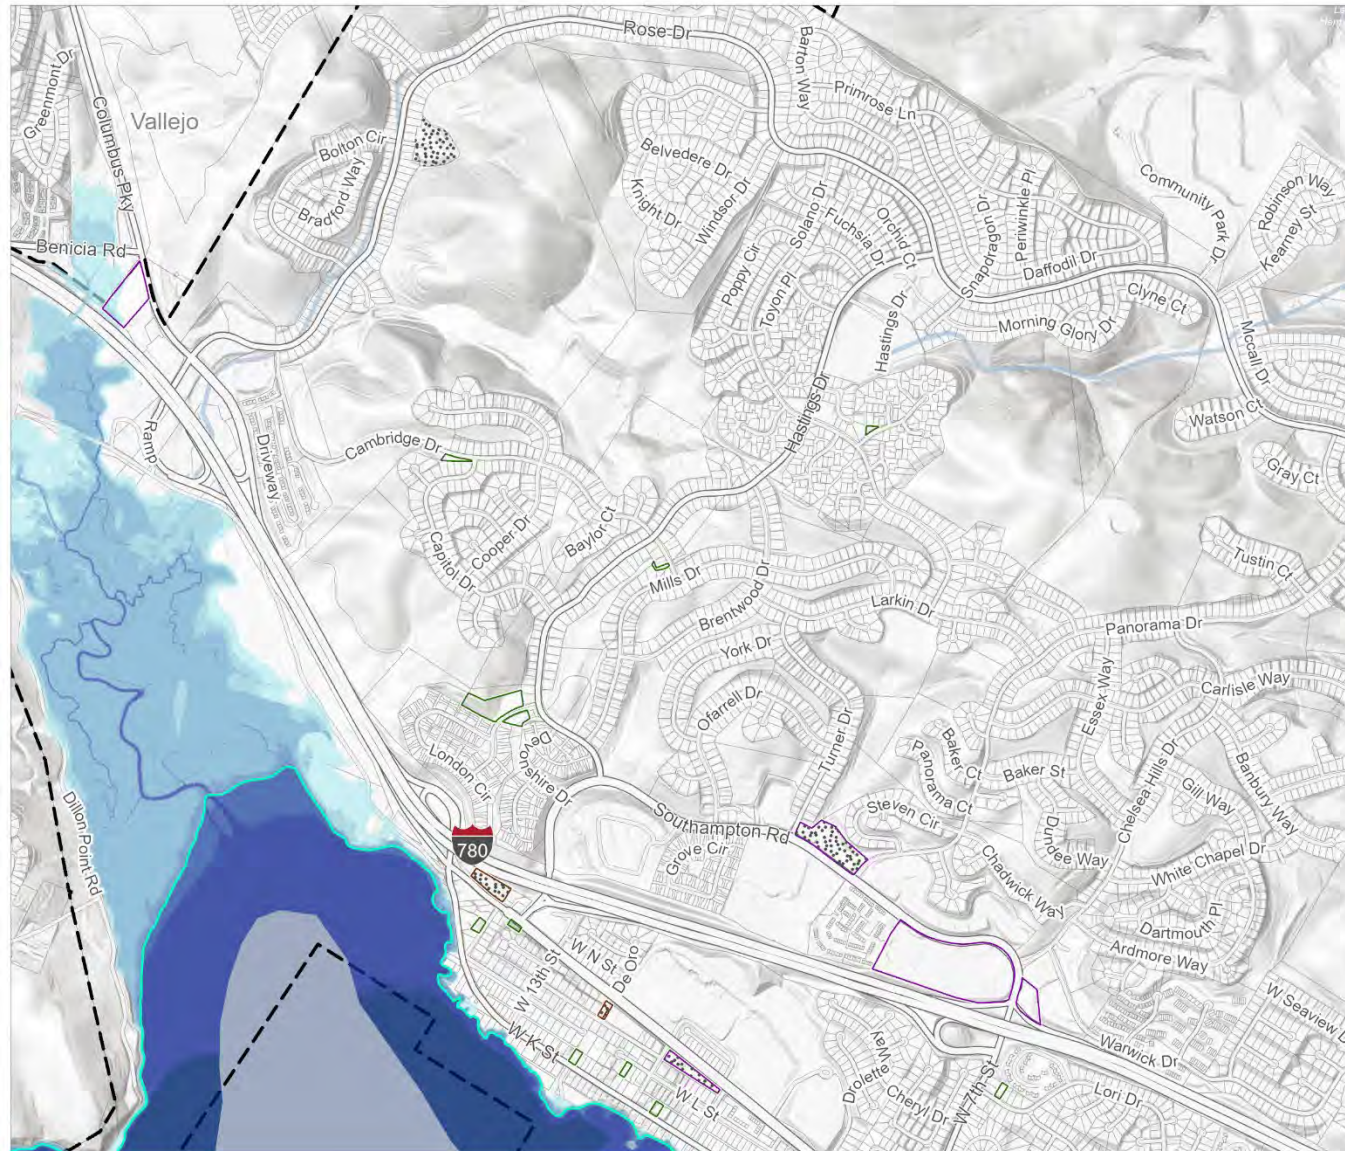 Rose Dr
Greenmont Dr
Columbus Pky
Vallejo
Barton Way
Primrose Ln
Bolton Cir
Bradford Way
Belvedere Dr
Knight Dr
Windsor Dr
Solano Dr
Fuchsia Dr
Orchid Ct
Snapdragon Dr
Periwinkle Pl
Community Park Dr
Robinson Way
Kearney St
Benicia Rd
Poppy Cir
Toyon Pl
Daffodil Dr
Clyne Ct
Hastings Dr
Morning Glory Dr
Mccall Dr
Ramp
Driveway
Cambridge Dr
Hastings Dr
Watson Ct
Gray Ct
Capitol Dr
Cooper Dr
Baylor Ct
Mills Dr
Brentwood Dr
Larkin Dr
Tustin Ct
Panorama Dr
York Dr
Ofarrell Dr
Turner Dr
Essex Way
Carlisle Way
London Cir
Devonshire Dr
Baker Ct
Panorama Ct
Baker St
Chelsea Hills Dr
Gill Way
Banbury Way
Dillon Point Rd
Southampton Rd
Steven Cir
Grove Cir
Dundee Way
780
Chadwick Way
White Chapel Dr
Dartmouth Pl
Ardmore Way
W 13th St
W N St
De Oro
W Seaview
W K St
Warwick Dr
W L St
Drolette Way
Cheryl Dr
W 7th St
Lori Dr